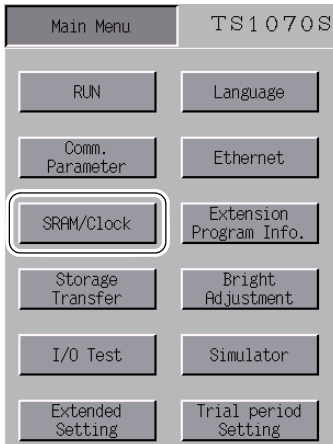 Main Menu TS1070S
RUN Language
Comm.
Parameter
Ethernet
SRAM/Clock
Extension
Program Info.
Storage
Transfer
Bright
Adjustment
I/O Test Simulator
Extended
Setting
Trial period
Setting